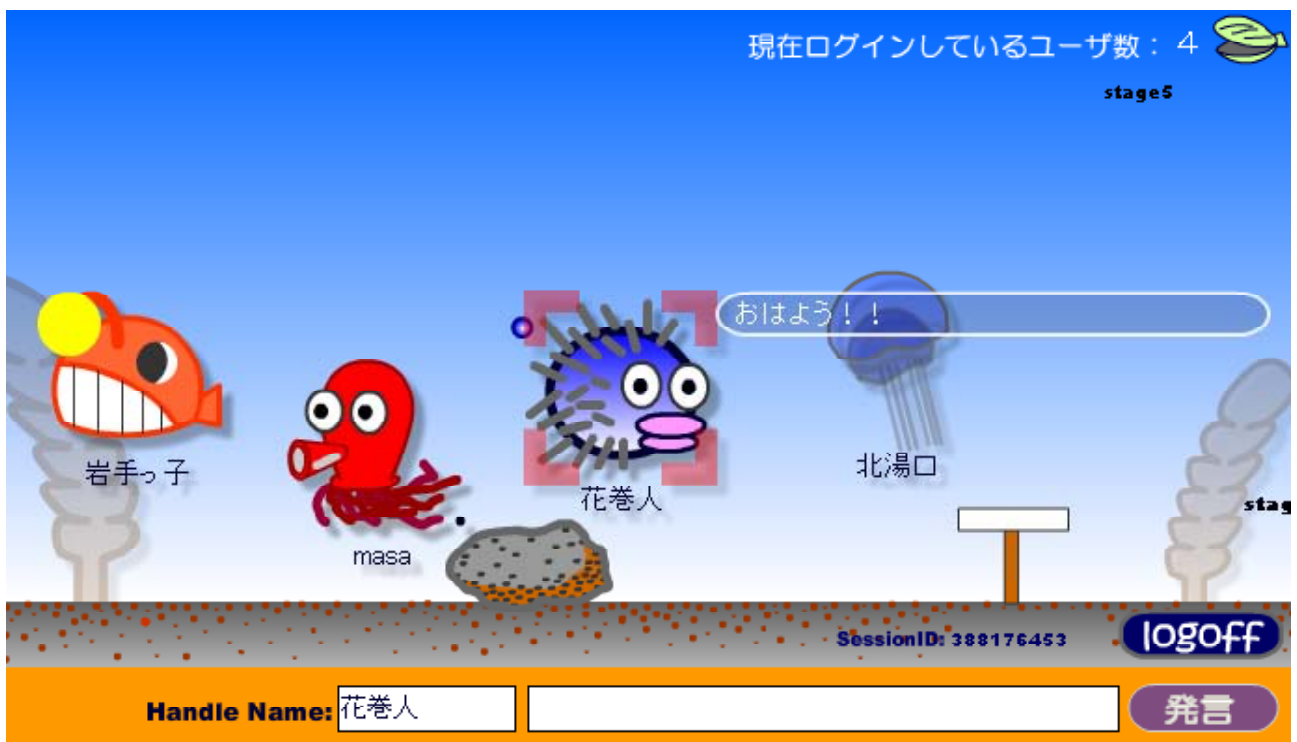 現在ログインしているユーザ数： 4
stage5
おはよう！！
岩手っ子
北湯口
花巻人
stag
masa
SessionID: 388176453
logoff
Handle Name: 花巻人
発言